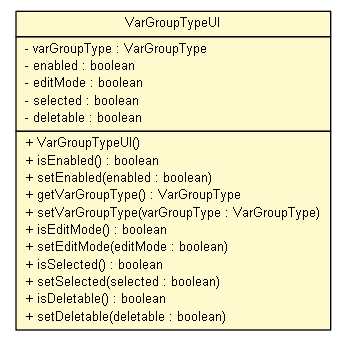 VarGroupTypeUI
- varGroupType : VarGroupType
- enabled : boolean
- editMode : boolean
- selected : boolean
- deletable : boolean
+ VarGroupTypeUI()
+ isEnabled() : boolean
+ setEnabled(enabled : boolean)
+ getVarGroupType() : VarGroupType
+ setVarGroupType(varGroupType : VarGroupType)
+ isEditMode() : boolean
+ setEditMode(editMode : boolean)
+ isSelected() : boolean
+ setSelected(selected : boolean)
+ isDeletable() : boolean
+ setDeletable(deletable : boolean)